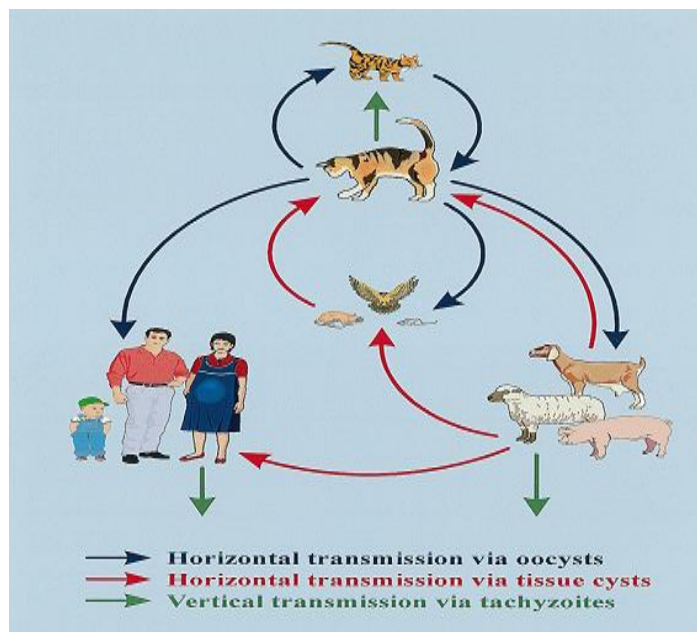 Horizontal transmission via oocysts
Horizontal transmission via tissue cysts
Vertical transmission via tachyzoites